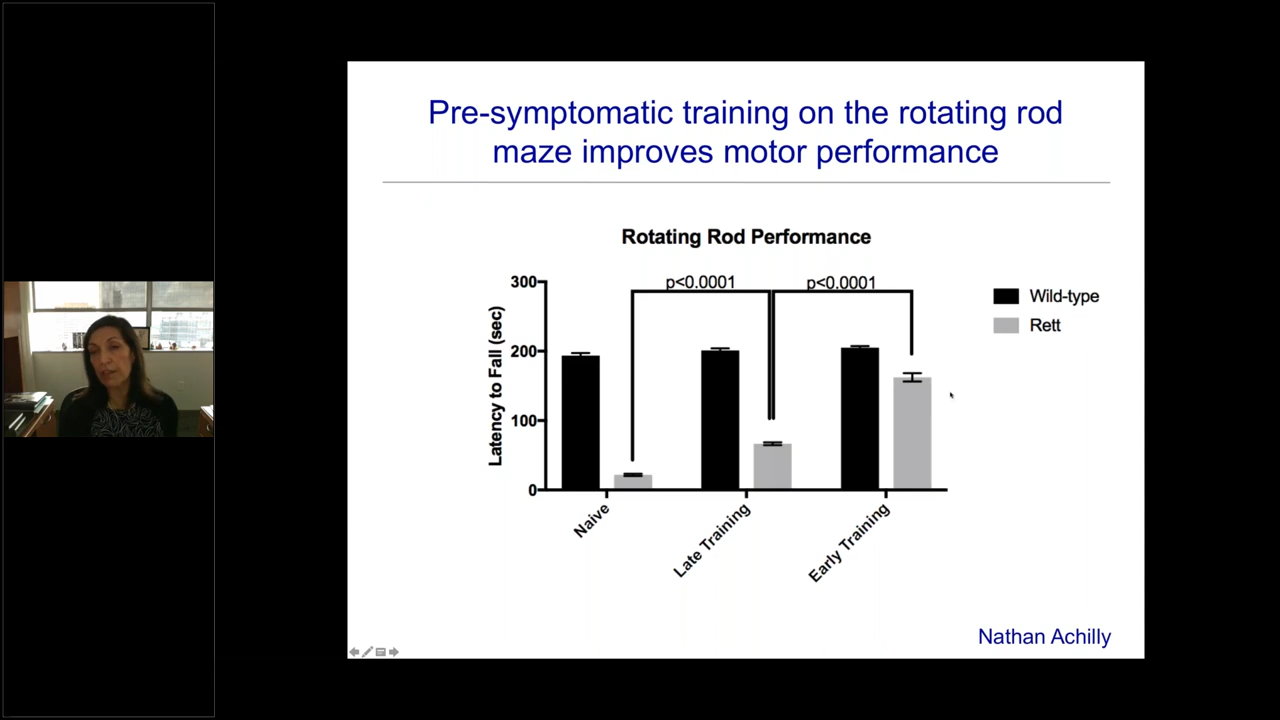 Pre-symptomatic training on the rotating rod
maze improves motor performance
Rotating Rod Performance
p<0.0001
p<0.0001
300
200
100
0
Latency to Fall (sec)
Wild-type
Rett
Naive
Late Training
Early Training
Nathan Achilly